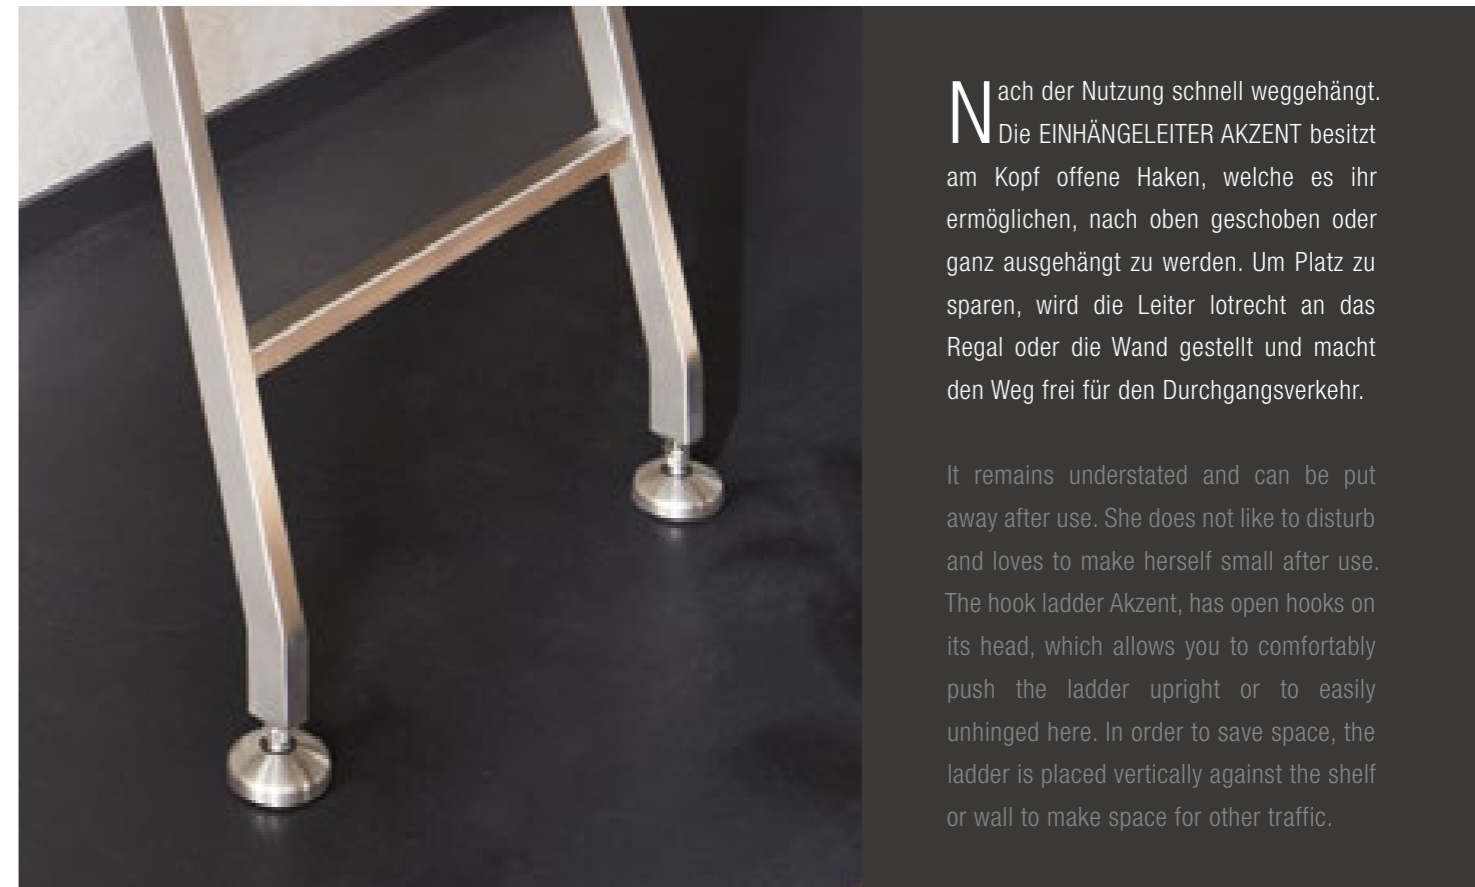 Nach der Nutzung schnell weggehängt.
Die EINHÄNGELEITER AKZENT besitzt
am Kopf offene Haken, welche es ihr
ermöglichen, nach oben geschoben oder
ganz ausgehängt zu werden. Um Platz zu
sparen, wird die Leiter lotrecht an das
Regal oder die Wand gestellt und macht
den Weg frei für den Durchgangsverkehr.
It remains understated and can be put
away after use. She does not like to disturb
and loves to make herself small after use.
The hook ladder Akzent, has open hooks on
its head, which allows you to comfortably
push the ladder upright or to easily
unhinged here. In order to save space, the
ladder is placed vertically against the shelf
or wall to make space for other traffic.